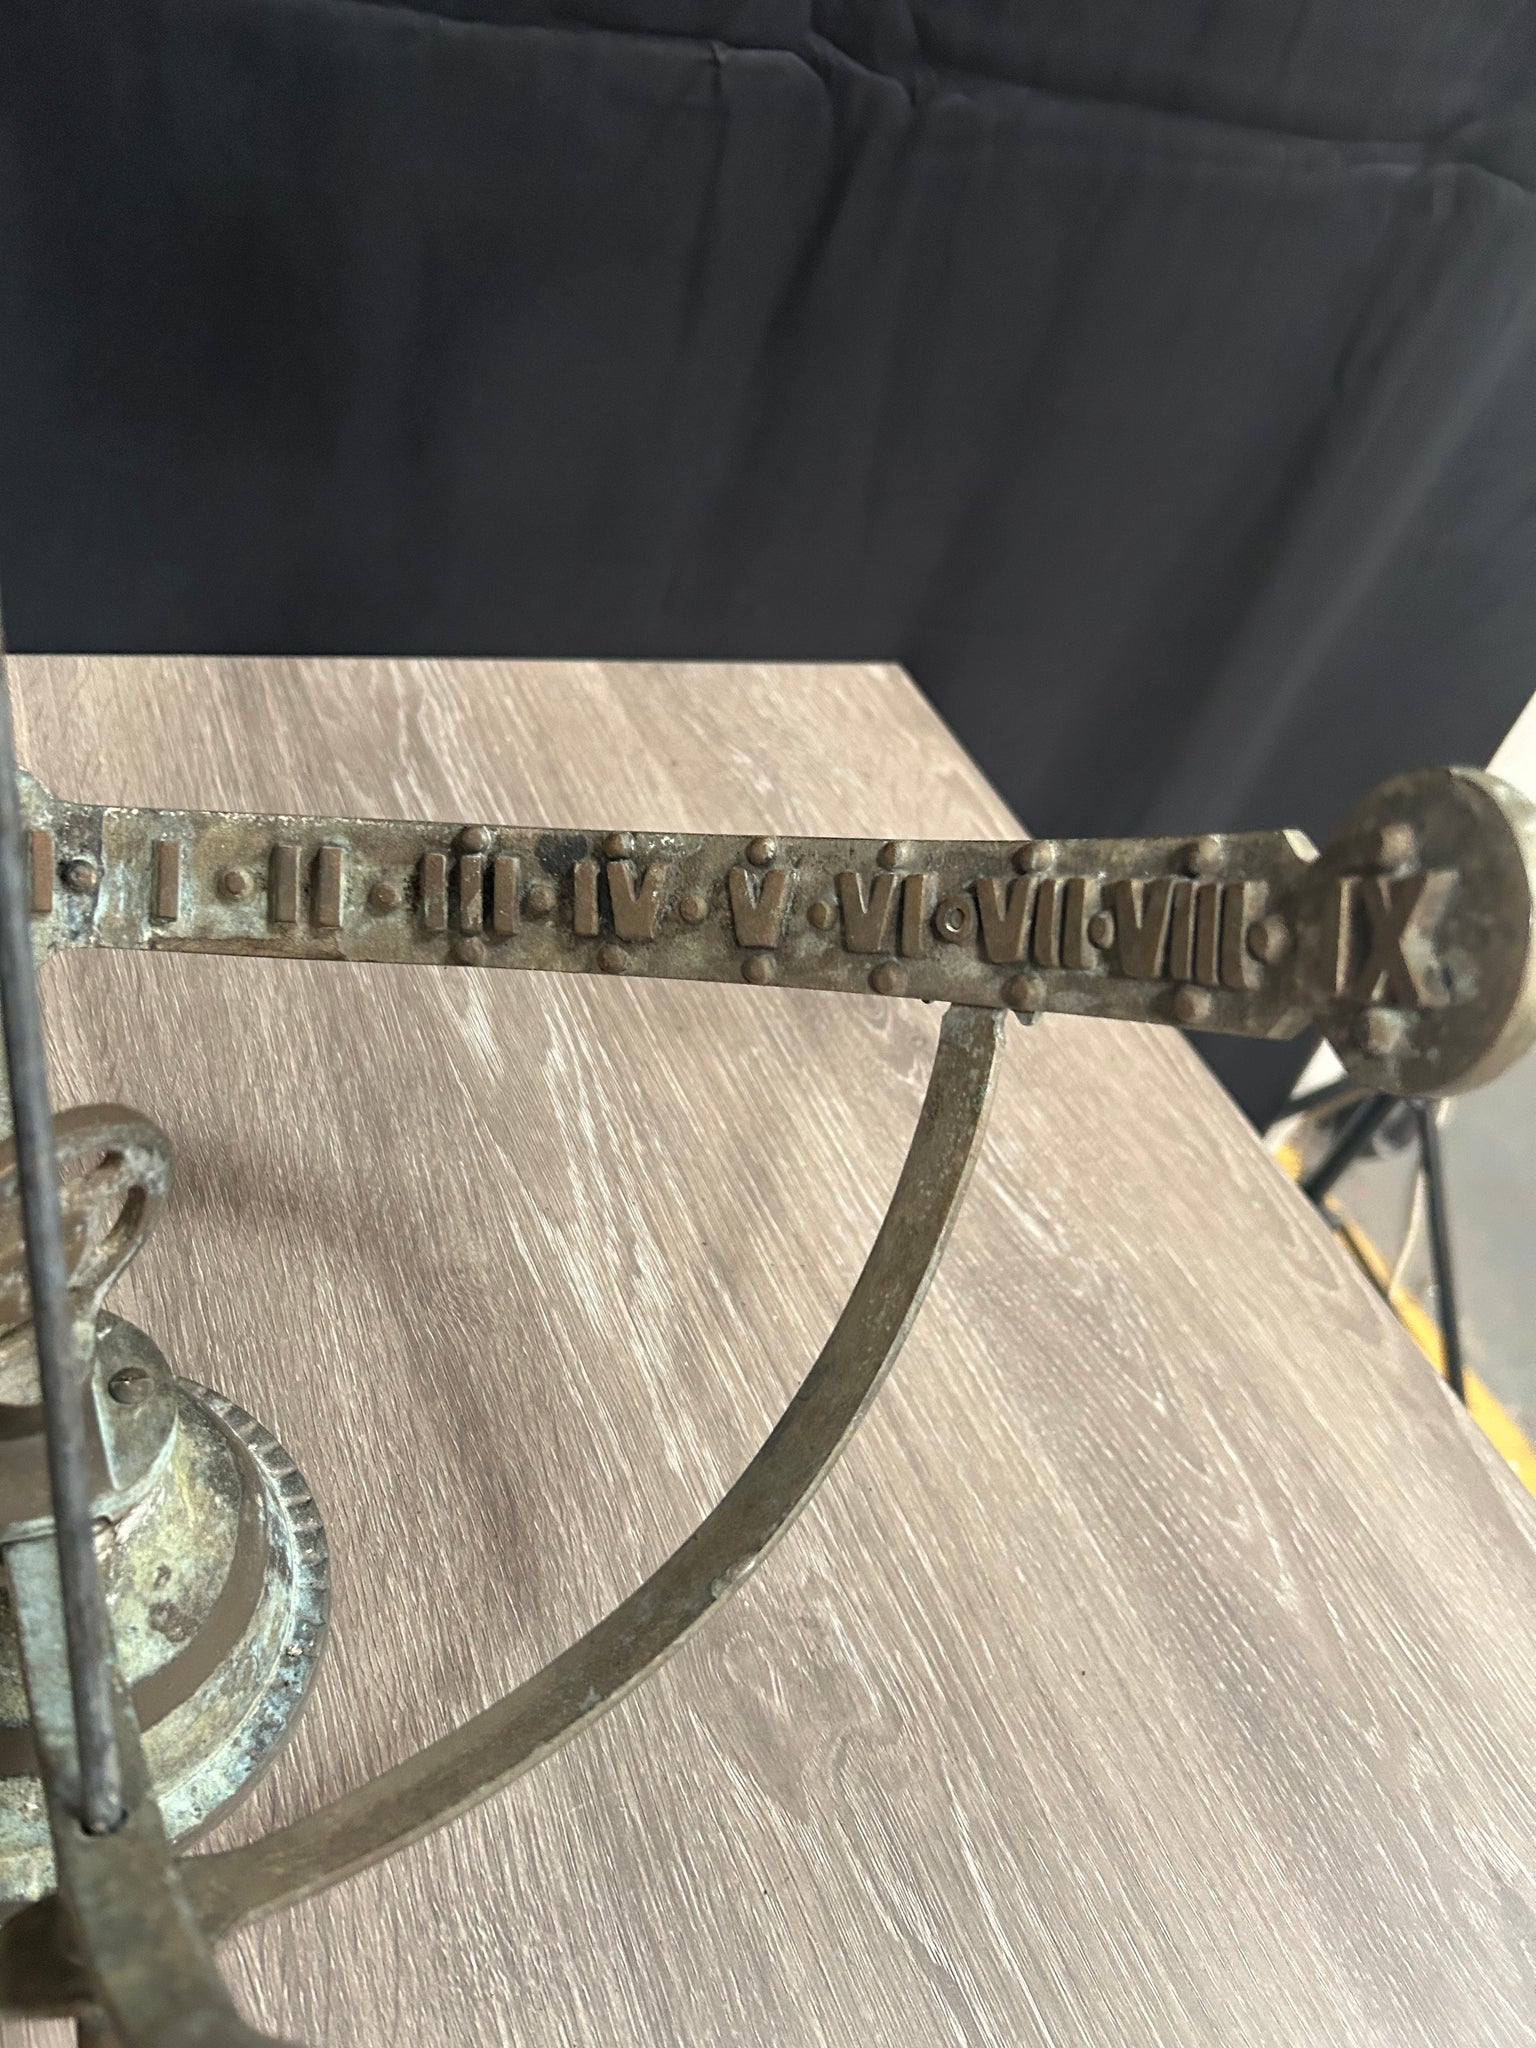 I · II · III · IV · V · VI · VII · VIII · IX